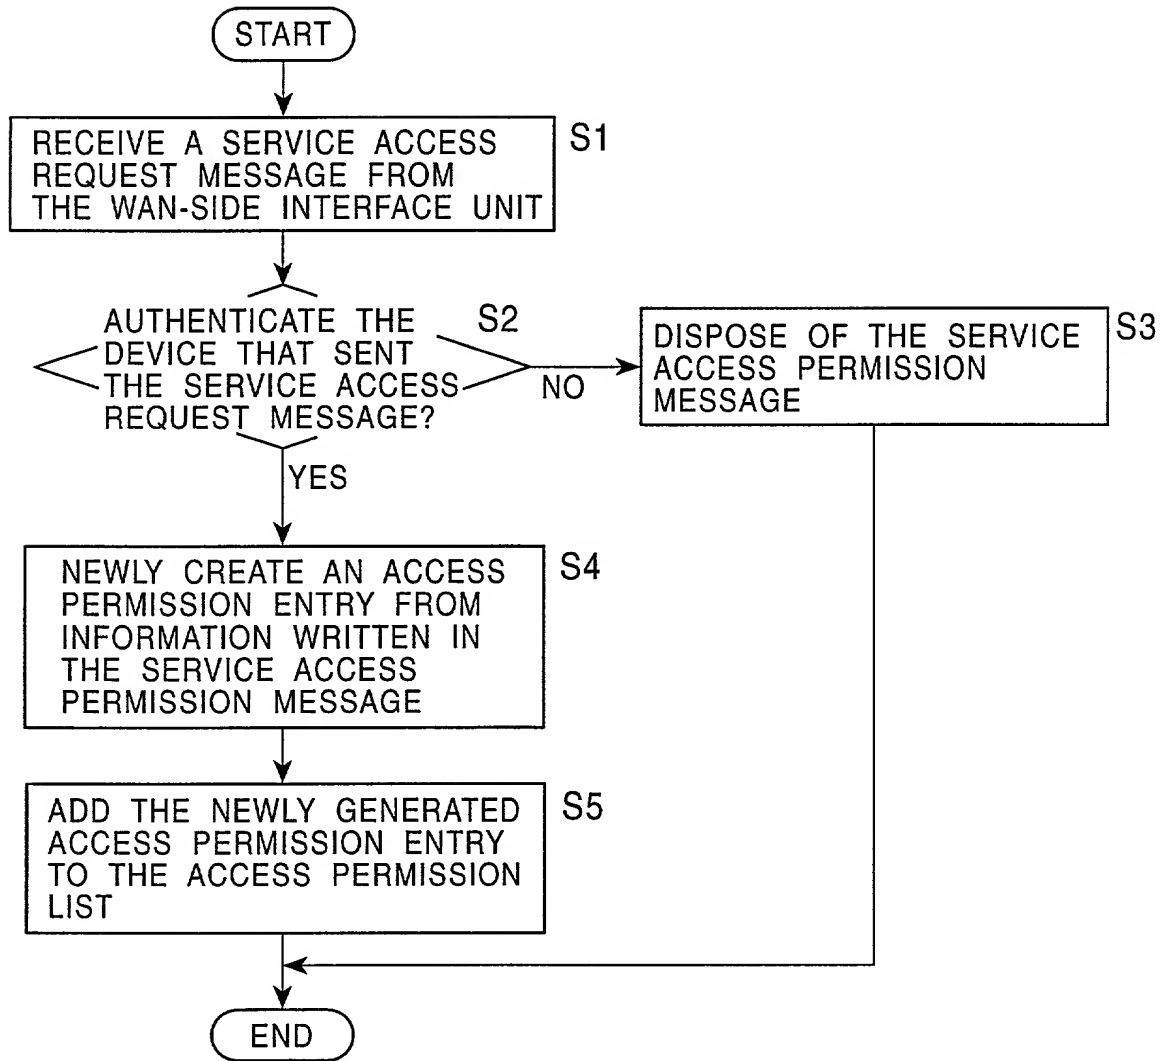 START
RECEIVE A SERVICE ACCESS
REQUEST MESSAGE FROM
THE WAN-SIDE INTERFACE UNIT
S1
AUTHENTICATE THE
DEVICE THAT SENT
THE SERVICE ACCESS
REQUEST MESSAGE?
S2
NO
DISPOSE OF THE SERVICE
ACCESS PERMISSION
MESSAGE
S3
YES
NEWLY CREATE AN ACCESS
PERMISSION ENTRY FROM
INFORMATION WRITTEN IN
THE SERVICE ACCESS
PERMISSION MESSAGE
S4
ADD THE NEWLY GENERATED
ACCESS PERMISSION ENTRY
TO THE ACCESS PERMISSION
LIST
S5
END